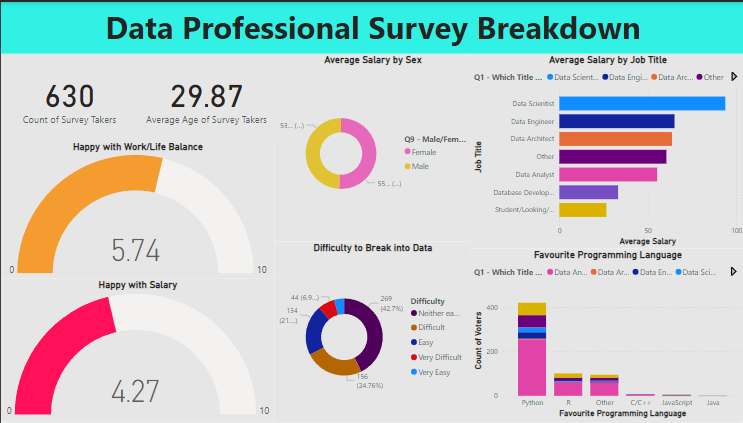 Data Professional Survey Breakdown
630
Count of Survey Takers
29.87
Average Age of Survey Takers
Happy with Work/Life Balance
5.74
0
10
Happy with Salary
4.27
0
10
Average Salary by Sex
53... (...)
55... (...)
Q9 - Male/Fem...
Female
Male
Difficulty to Break into Data
44 (6.9...)
134
(21....)
269
(42.7%)
156
(24.76%)
Difficulty
Neither ea...
Difficult
Easy
Very Difficult
Very Easy
Average Salary by Job Title
Q1 - Which Title ... Data Scient... Data Engi... Data Arc... Other
Job Title
Data Scientist
Data Engineer
Data Architect
Other
Data Analyst
Database Develop...
Student/Looking/...
0 50 100
Average Salary
Favourite Programming Language
Q1 - Which Title ... Data An... Data Ar... Data En... Data Sci...
Count of Voters
400
200
0
Python R Other C/C++ JavaScript Java
Favourite Programming Language